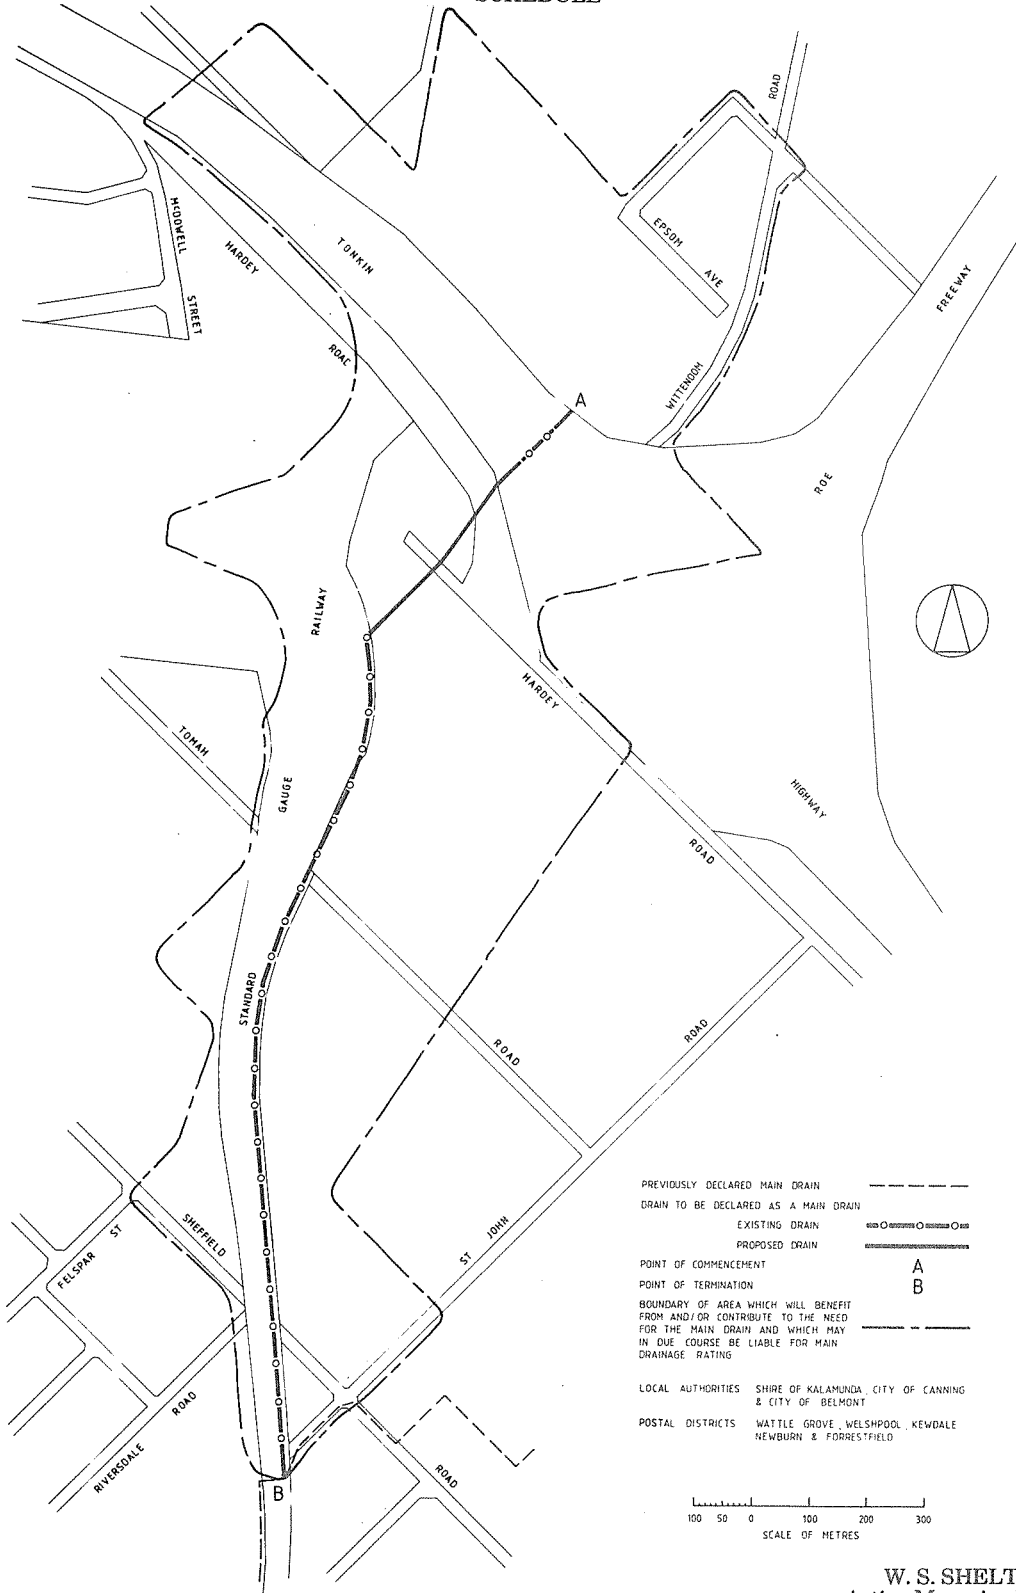 SCHEDULE
ROAD
McDOWELL
STREET
HARDEY
TONKIN
EPSOM
AVE
FREEWAY
ROAD
WITTENDOM
A
ROE
RAILWAY
HARDEY
TOMAH
GAUGE
HIGHWAY
ROAD
STANDARD
ROAD
ROAD
ST JOHN
SHEFFIELD
FELSPAR ST
RIVERSDALE ROAD
ROAD
B
PREVIOUSLY DECLARED MAIN DRAIN
DRAIN TO BE DECLARED AS A MAIN DRAIN
EXISTING DRAIN
PROPOSED DRAIN
POINT OF COMMENCEMENT A
POINT OF TERMINATION B
BOUNDARY OF AREA WHICH WILL BENEFIT
FROM AND/OR CONTRIBUTE TO THE NEED
FOR THE MAIN DRAIN AND WHICH MAY
IN DUE COURSE BE LIABLE FOR MAIN
DRAINAGE RATING
LOCAL AUTHORITIES SHIRE OF KALAMUNDA, CITY OF CANNING
& CITY OF BELMONT
POSTAL DISTRICTS WATTLE GROVE, WELSHPOOL, KEWDALE
NEWBURN & FORRESTFIELD
100 50 0 100 200 300
SCALE OF METRES
W. S. SHELT